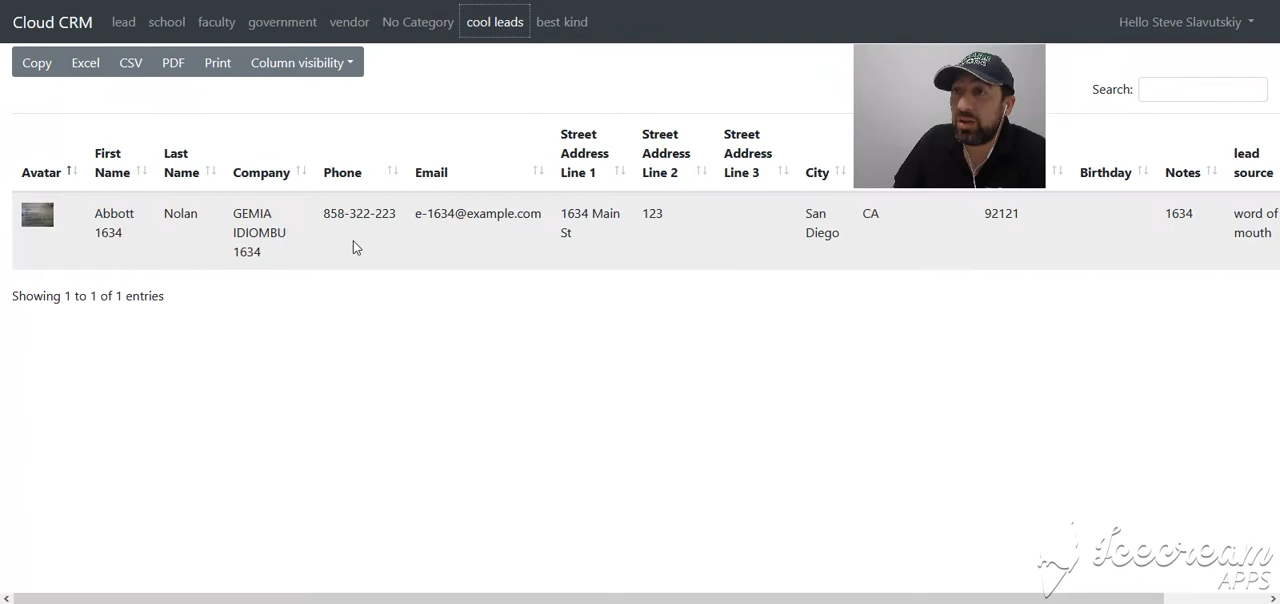 Cloud CRM lead school faculty government vendor No Category cool leads best kind Hello Steve Slavutskiy
Copy Excel CSV PDF Print Column visibility
Search:
Avatar First Name Last Name Company Phone Email Street Address Line 1 Street Address Line 2 Street Address Line 3 City Birthday Notes lead source
Abbott 1634 Nolan GEMIA IDIOMBU 1634 858-322-223 e-1634@example.com 1634 Main St 123 San Diego CA 92121 1634 word of mouth
Showing 1 to 1 of 1 entries
Icecream
APPS